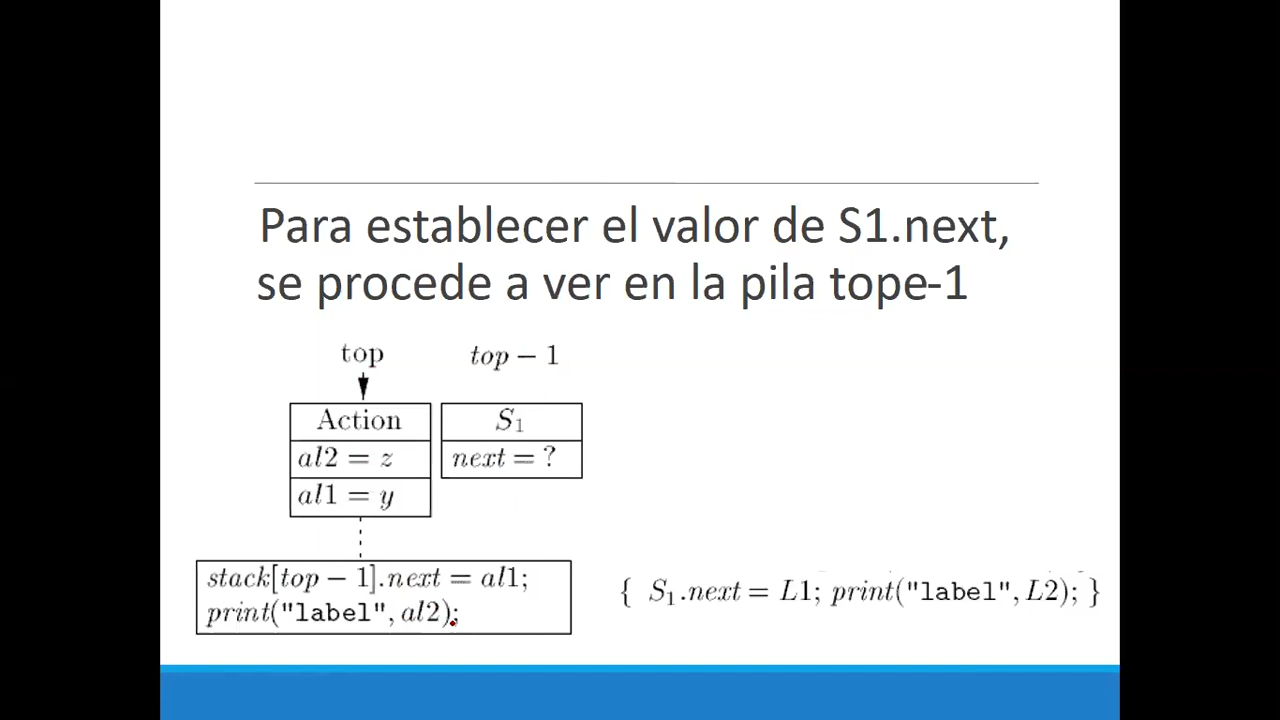 Para establecer el valor de S1.next,
se procede a ver en la pila tope-1
top top − 1
Action S₁
al2 = z next = ?
al1 = y
stack[top − 1].next = al1;
print("label", al2);
{ S₁.next = L1; print("label", L2); }